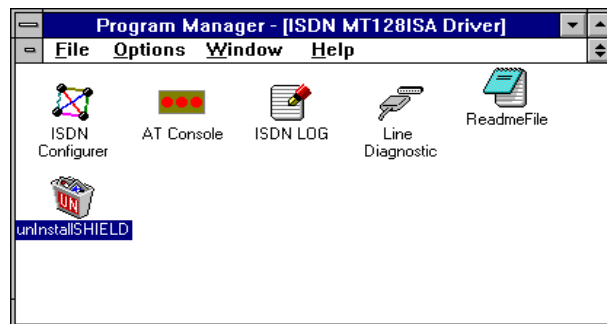 Program Manager - [ISDN MT128ISA Driver]
File Options Window Help
ISDN
Configurer
AT Console
ISDN LOG
Line
Diagnostic
ReadmeFile
UN
unInstallSHIELD